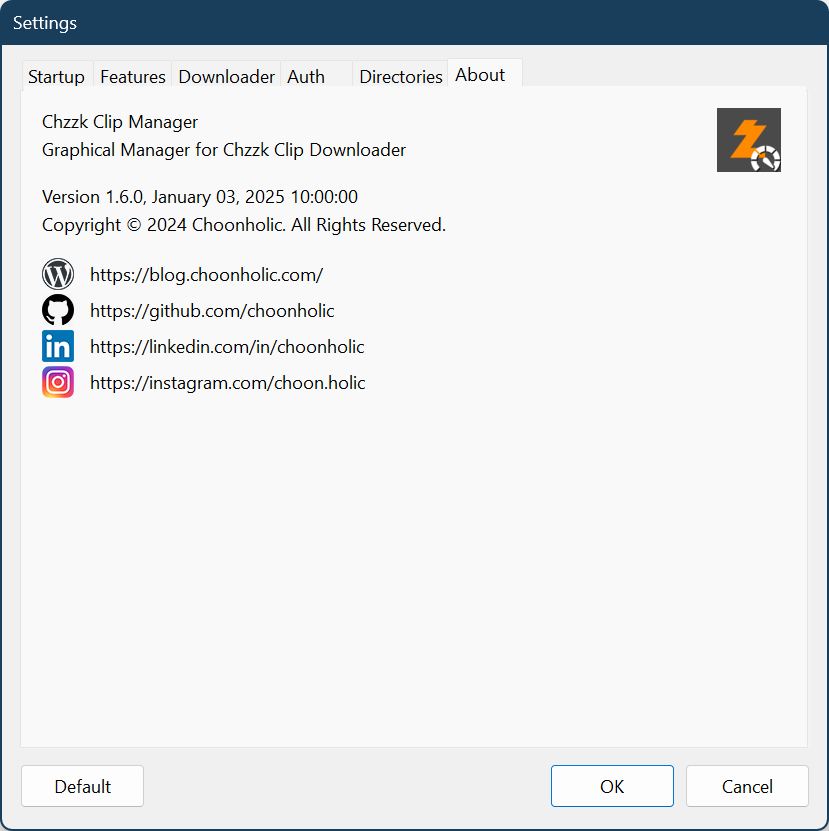 Settings
Startup Features Downloader Auth Directories About
Chzzk Clip Manager
Graphical Manager for Chzzk Clip Downloader
Version 1.6.0, January 03, 2025 10:00:00
Copyright © 2024 Choonholic. All Rights Reserved.
https://blog.choonholic.com/
https://github.com/choonholic
https://linkedin.com/in/choonholic
https://instagram.com/choon.holic
Default OK Cancel